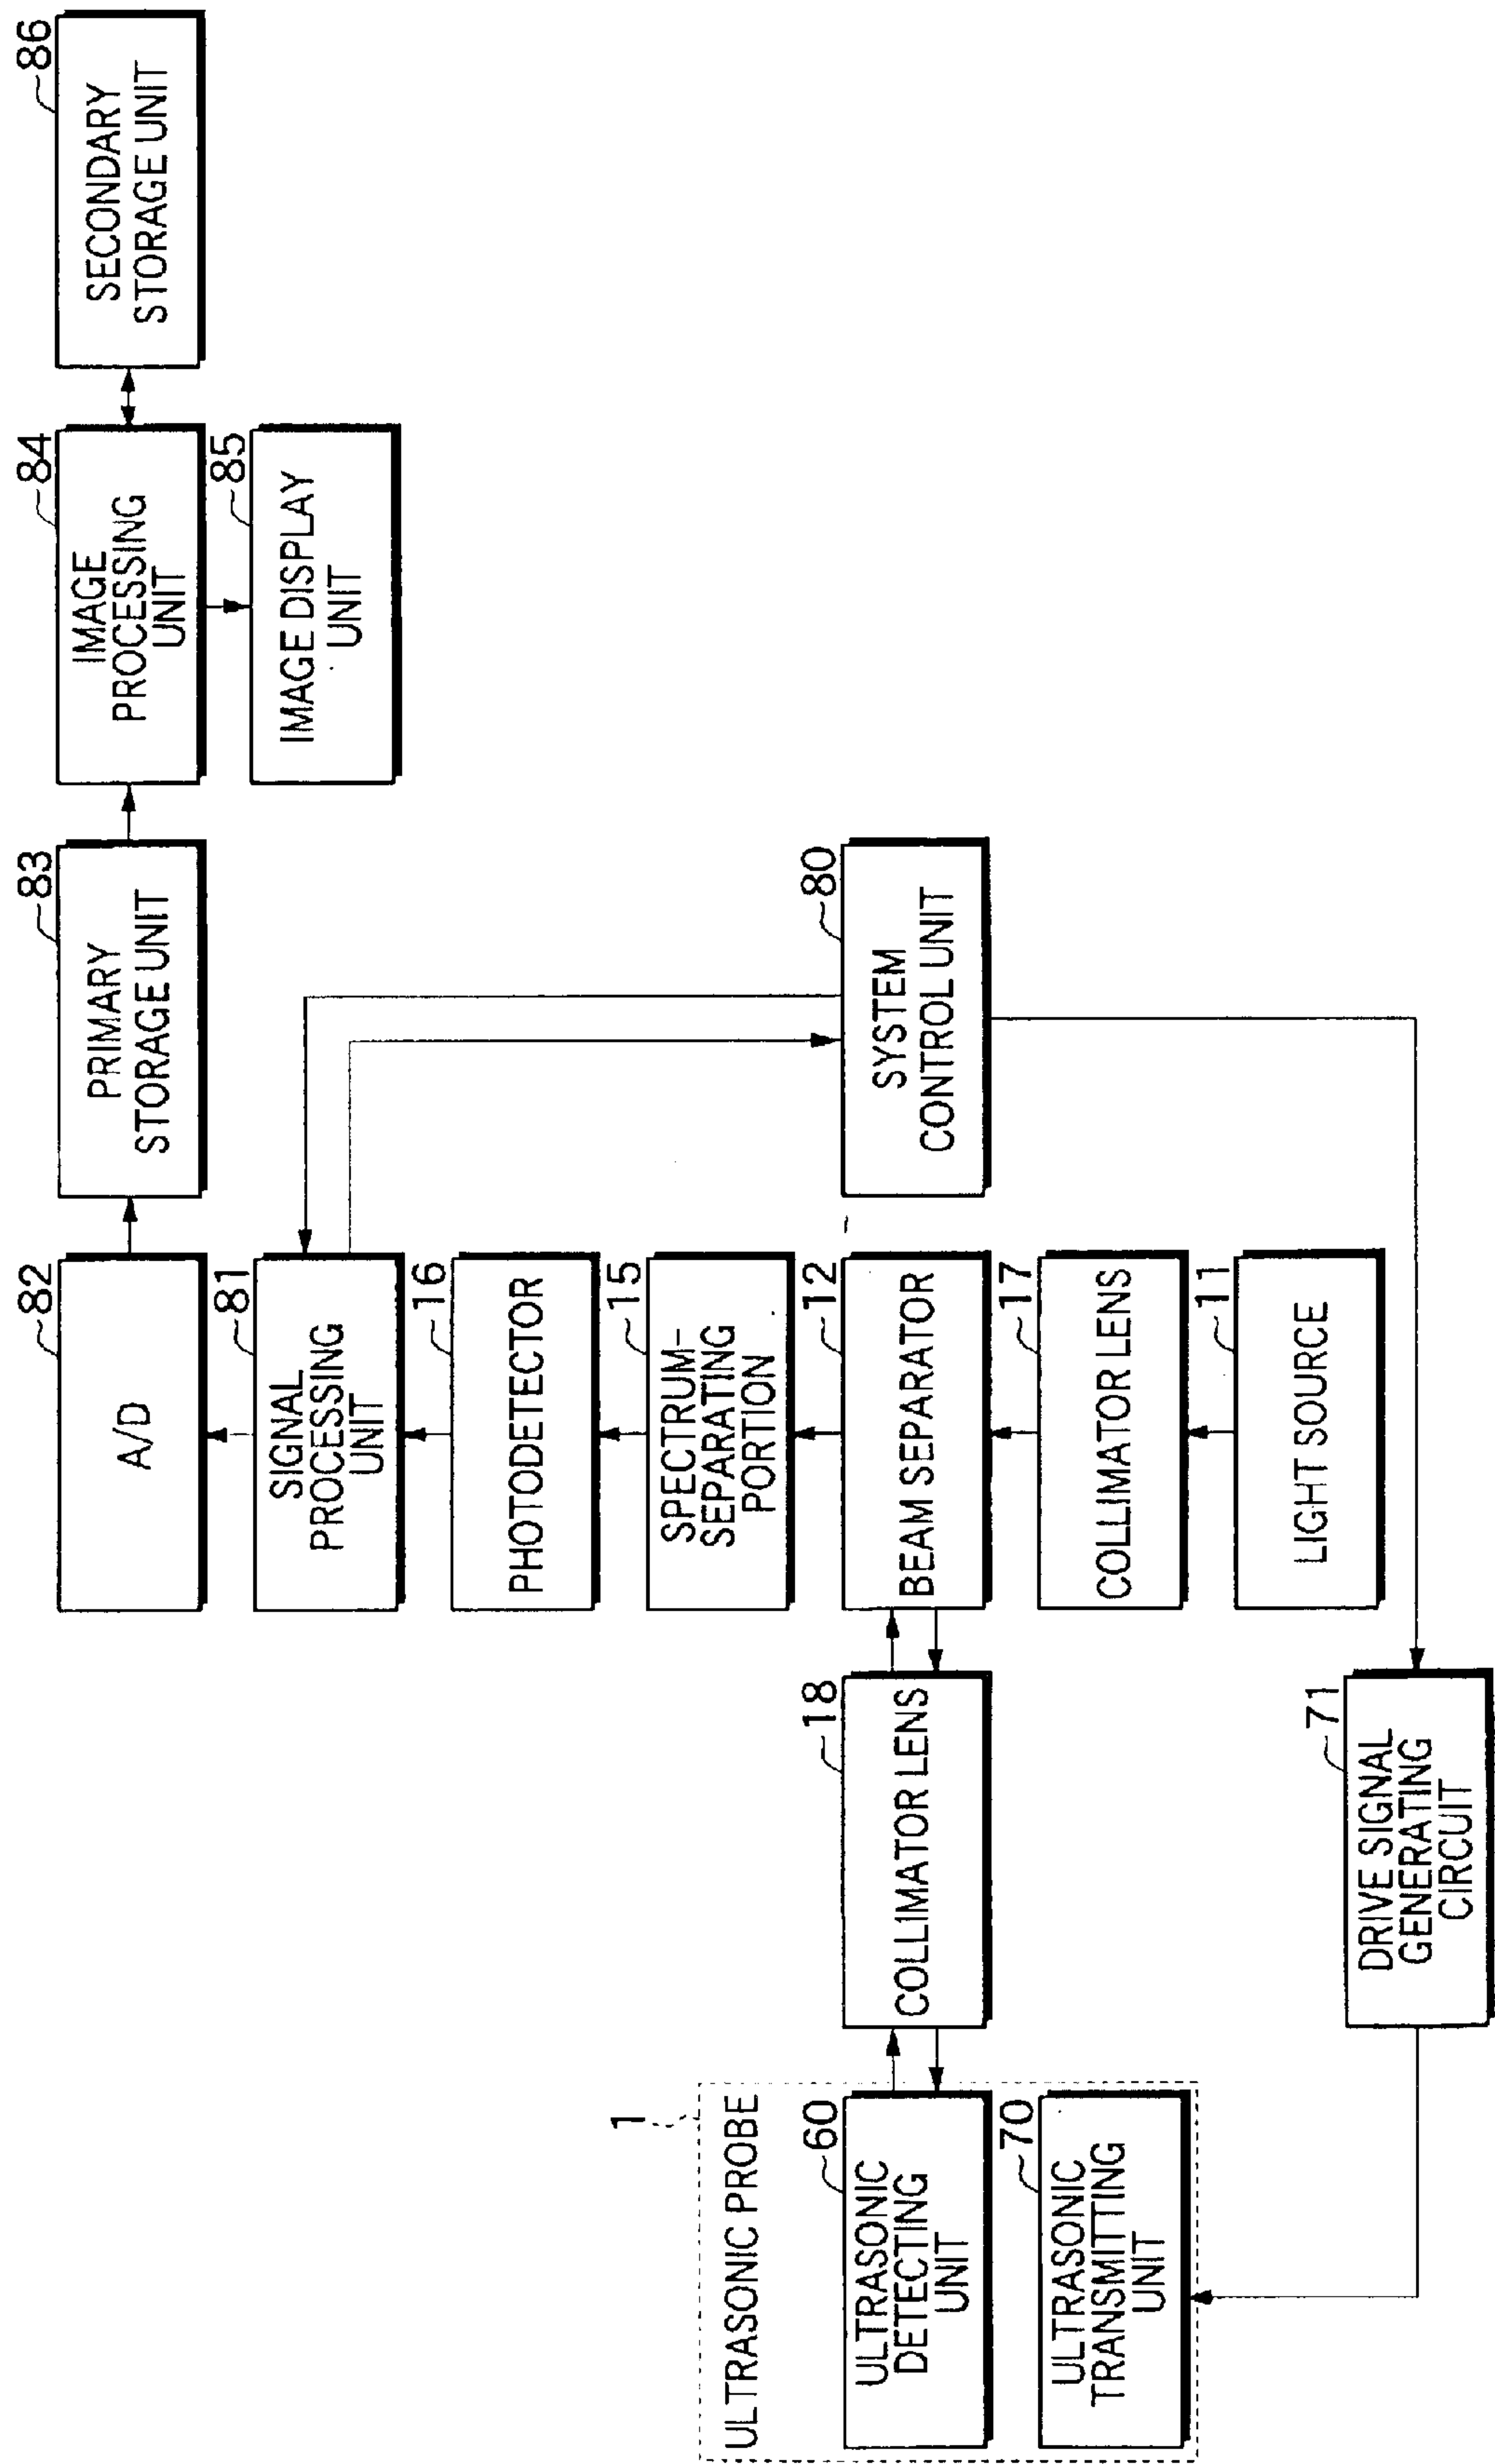 82
A/D
83
PRIMARY
STORAGE UNIT
84
IMAGE
PROCESSING
UNIT
86
SECONDARY
STORAGE UNIT
81
SIGNAL
PROCESSING
UNIT
85
IMAGE DISPLAY
UNIT
16
PHOTODETECTOR
15
SPECTRUM-
SEPARATING
PORTION
1
ULTRASONIC PROBE
60
ULTRASONIC
DETECTING
UNIT
18
COLLIMATOR LENS
12
BEAM SEPARATOR
80
SYSTEM
CONTROL UNIT
70
ULTRASONIC
TRANSMITTING
UNIT
17
COLLIMATOR LENS
11
LIGHT SOURCE
71
DRIVE SIGNAL
GENERATING
CIRCUIT